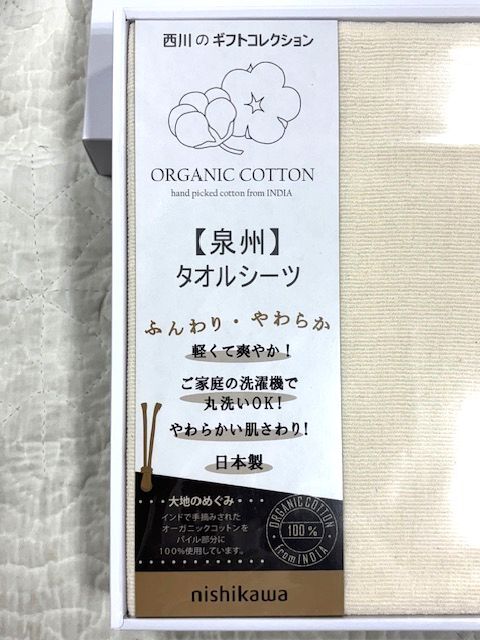 西川のギフトコレクション
ORGANIC COTTON
hand picked cotton from INDIA
【泉州】
タオルシーツ
ふんわり・やわらか
軽くて爽やか！
ご家庭の洗濯機で
丸洗いOK！
やわらかい肌さわり！
日本製
大地のめぐみ
インドで手摘みされた
オーガニックコットンを
パイル部分に
100%使用しています。
ORGANIC COTTON
100%
from INDIA
nishikawa